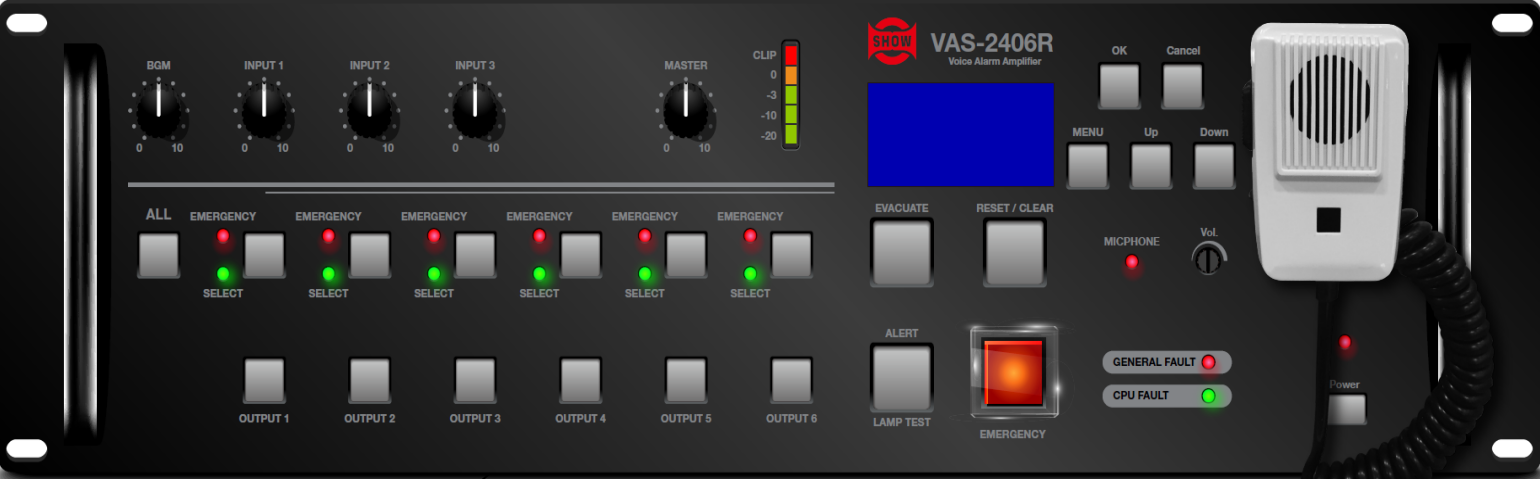 BGM
INPUT 1
INPUT 2
INPUT 3
MASTER
0 10
0 10
0 10
0 10
0 10
CLIP
0
-3
-10
-20
SHOW
VAS-2406R
Voice Alarm Amplifier
OK
Cancel
MENU
Up
Down
ALL
EMERGENCY
EMERGENCY
EMERGENCY
EMERGENCY
EMERGENCY
EMERGENCY
SELECT
SELECT
SELECT
SELECT
SELECT
SELECT
EVACUATE
RESET / CLEAR
MICPHONE
Vol.
OUTPUT 1
OUTPUT 2
OUTPUT 3
OUTPUT 4
OUTPUT 5
OUTPUT 6
ALERT
LAMP TEST
EMERGENCY
GENERAL FAULT
CPU FAULT
Power